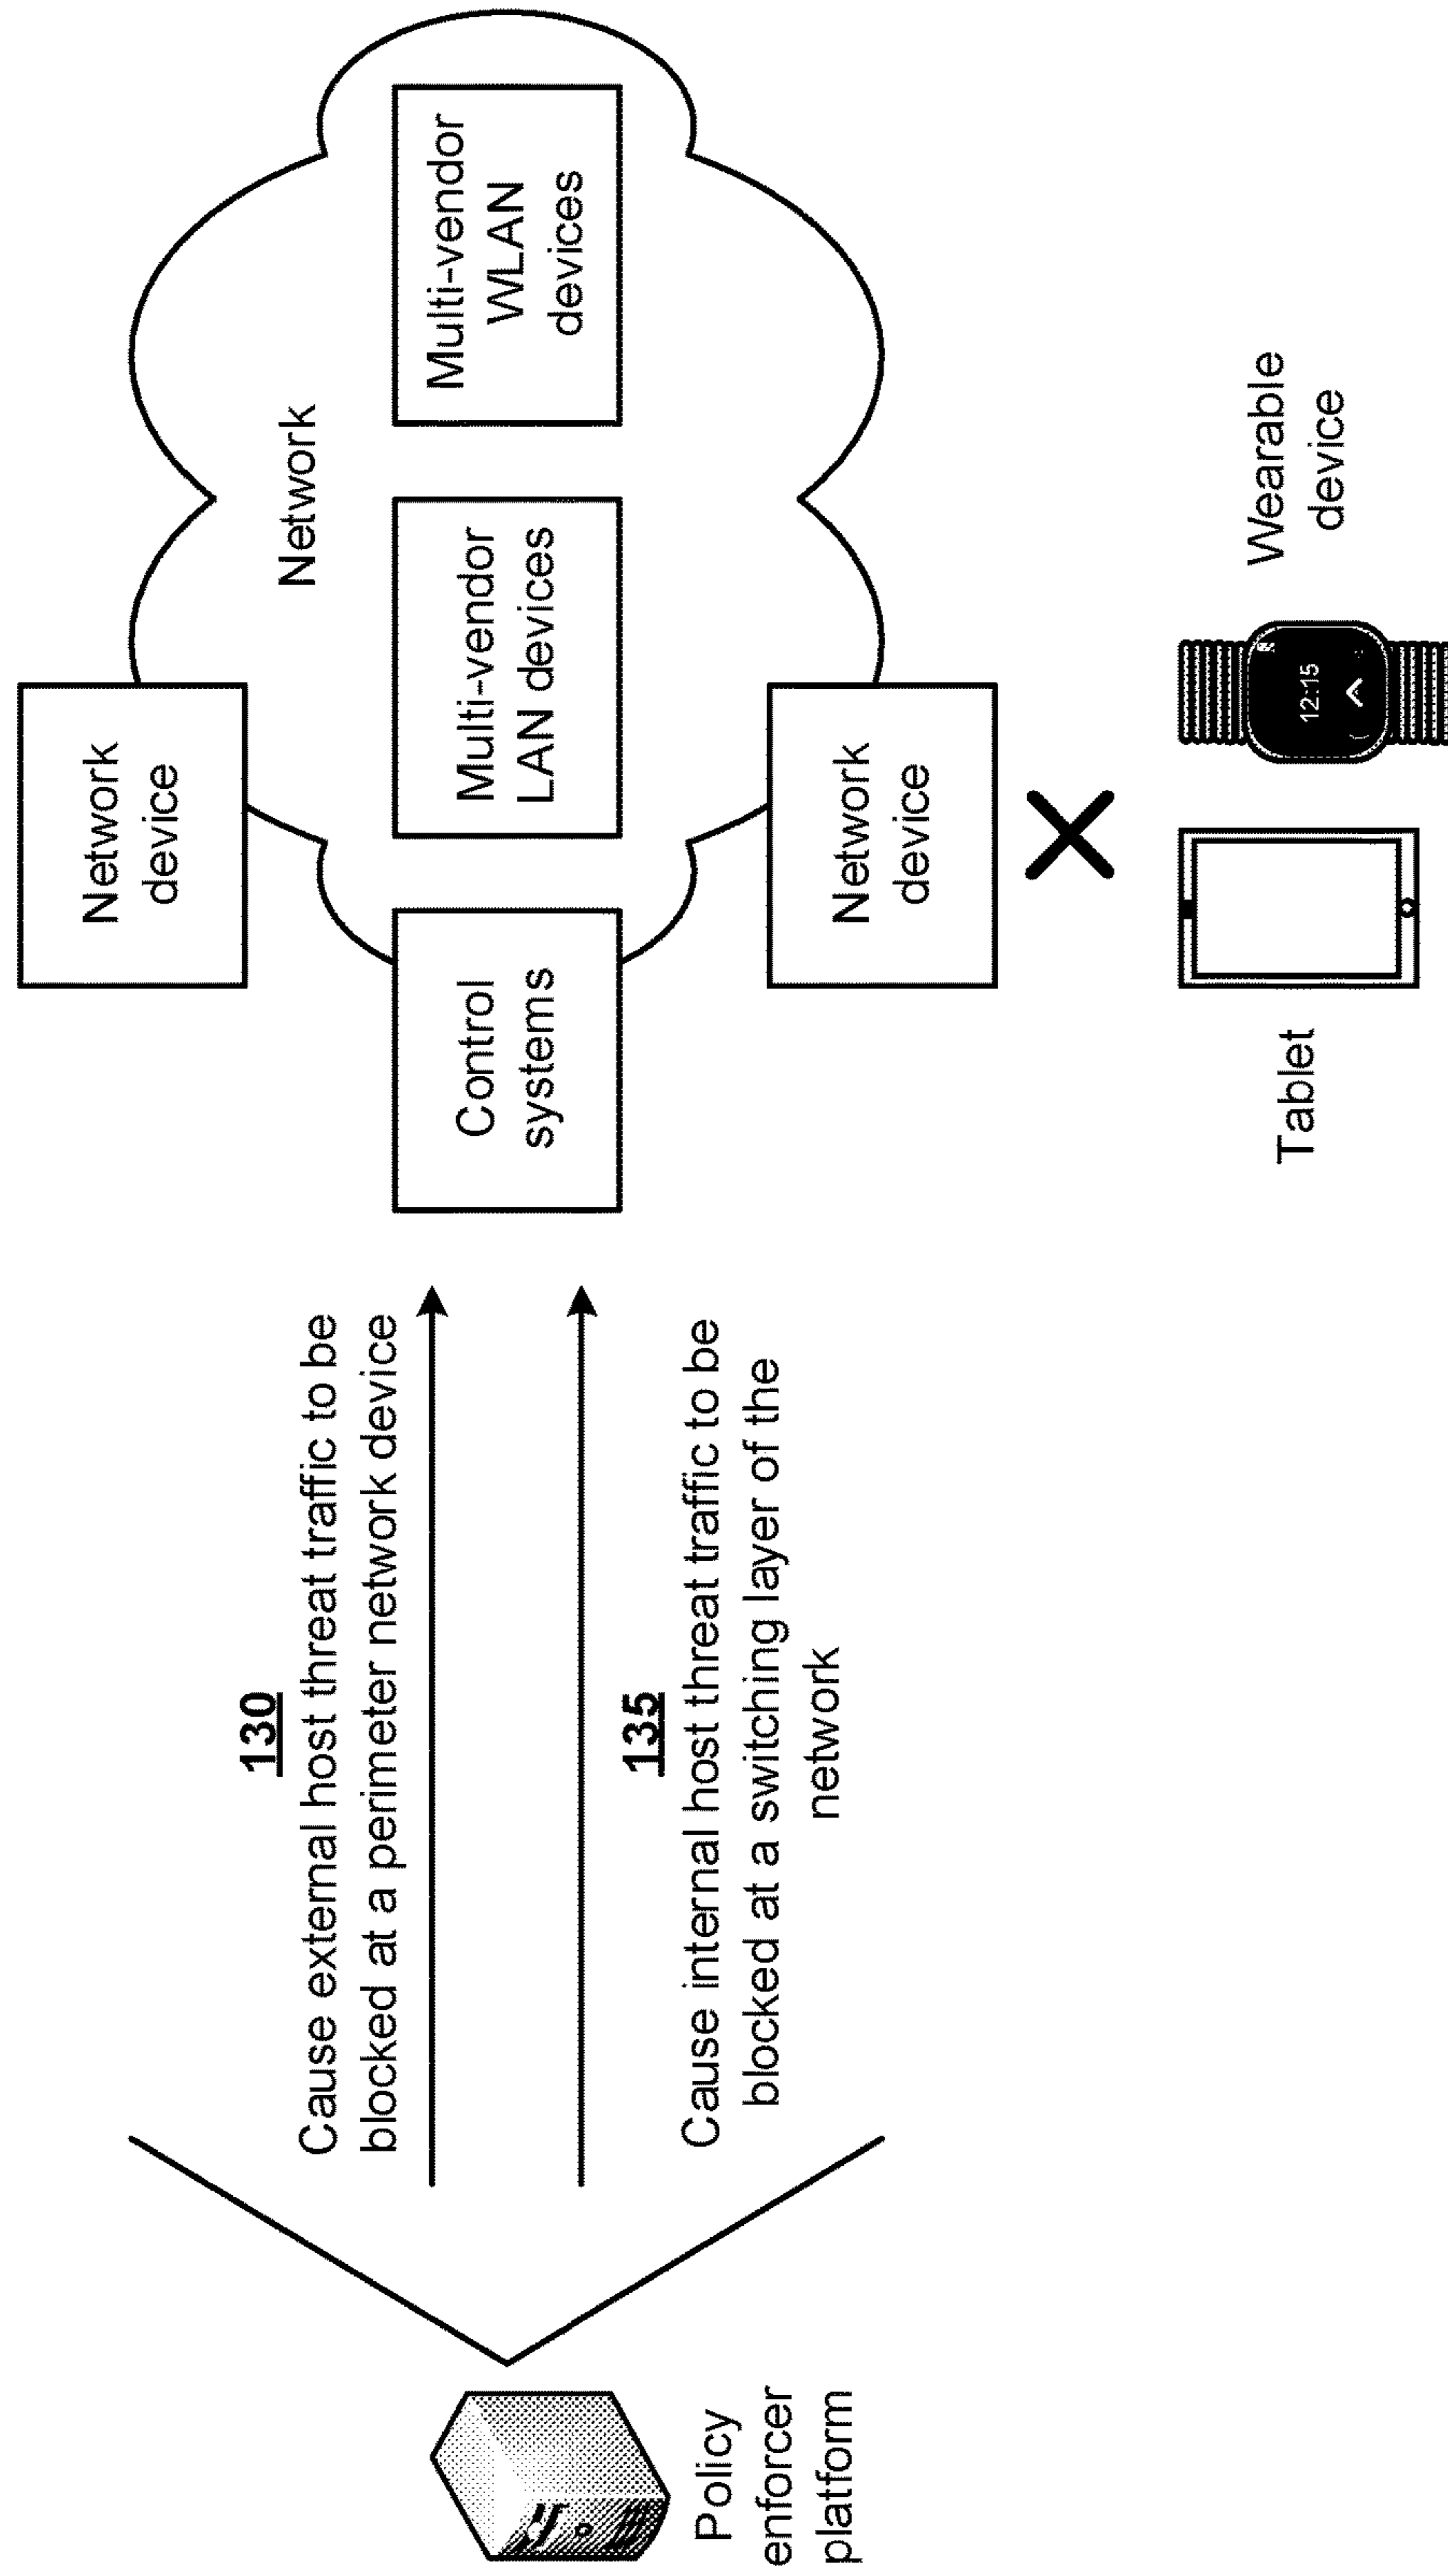 130
Cause external host threat traffic to be
blocked at a perimeter network device
135
Cause internal host threat traffic to be
blocked at a switching layer of the
network
Policy
enforcer
platform
Network
device
Network
Control
systems
Multi-vendor
LAN devices
Multi-vendor
WLAN
devices
Network
device
Tablet
12:15
Wearable
device